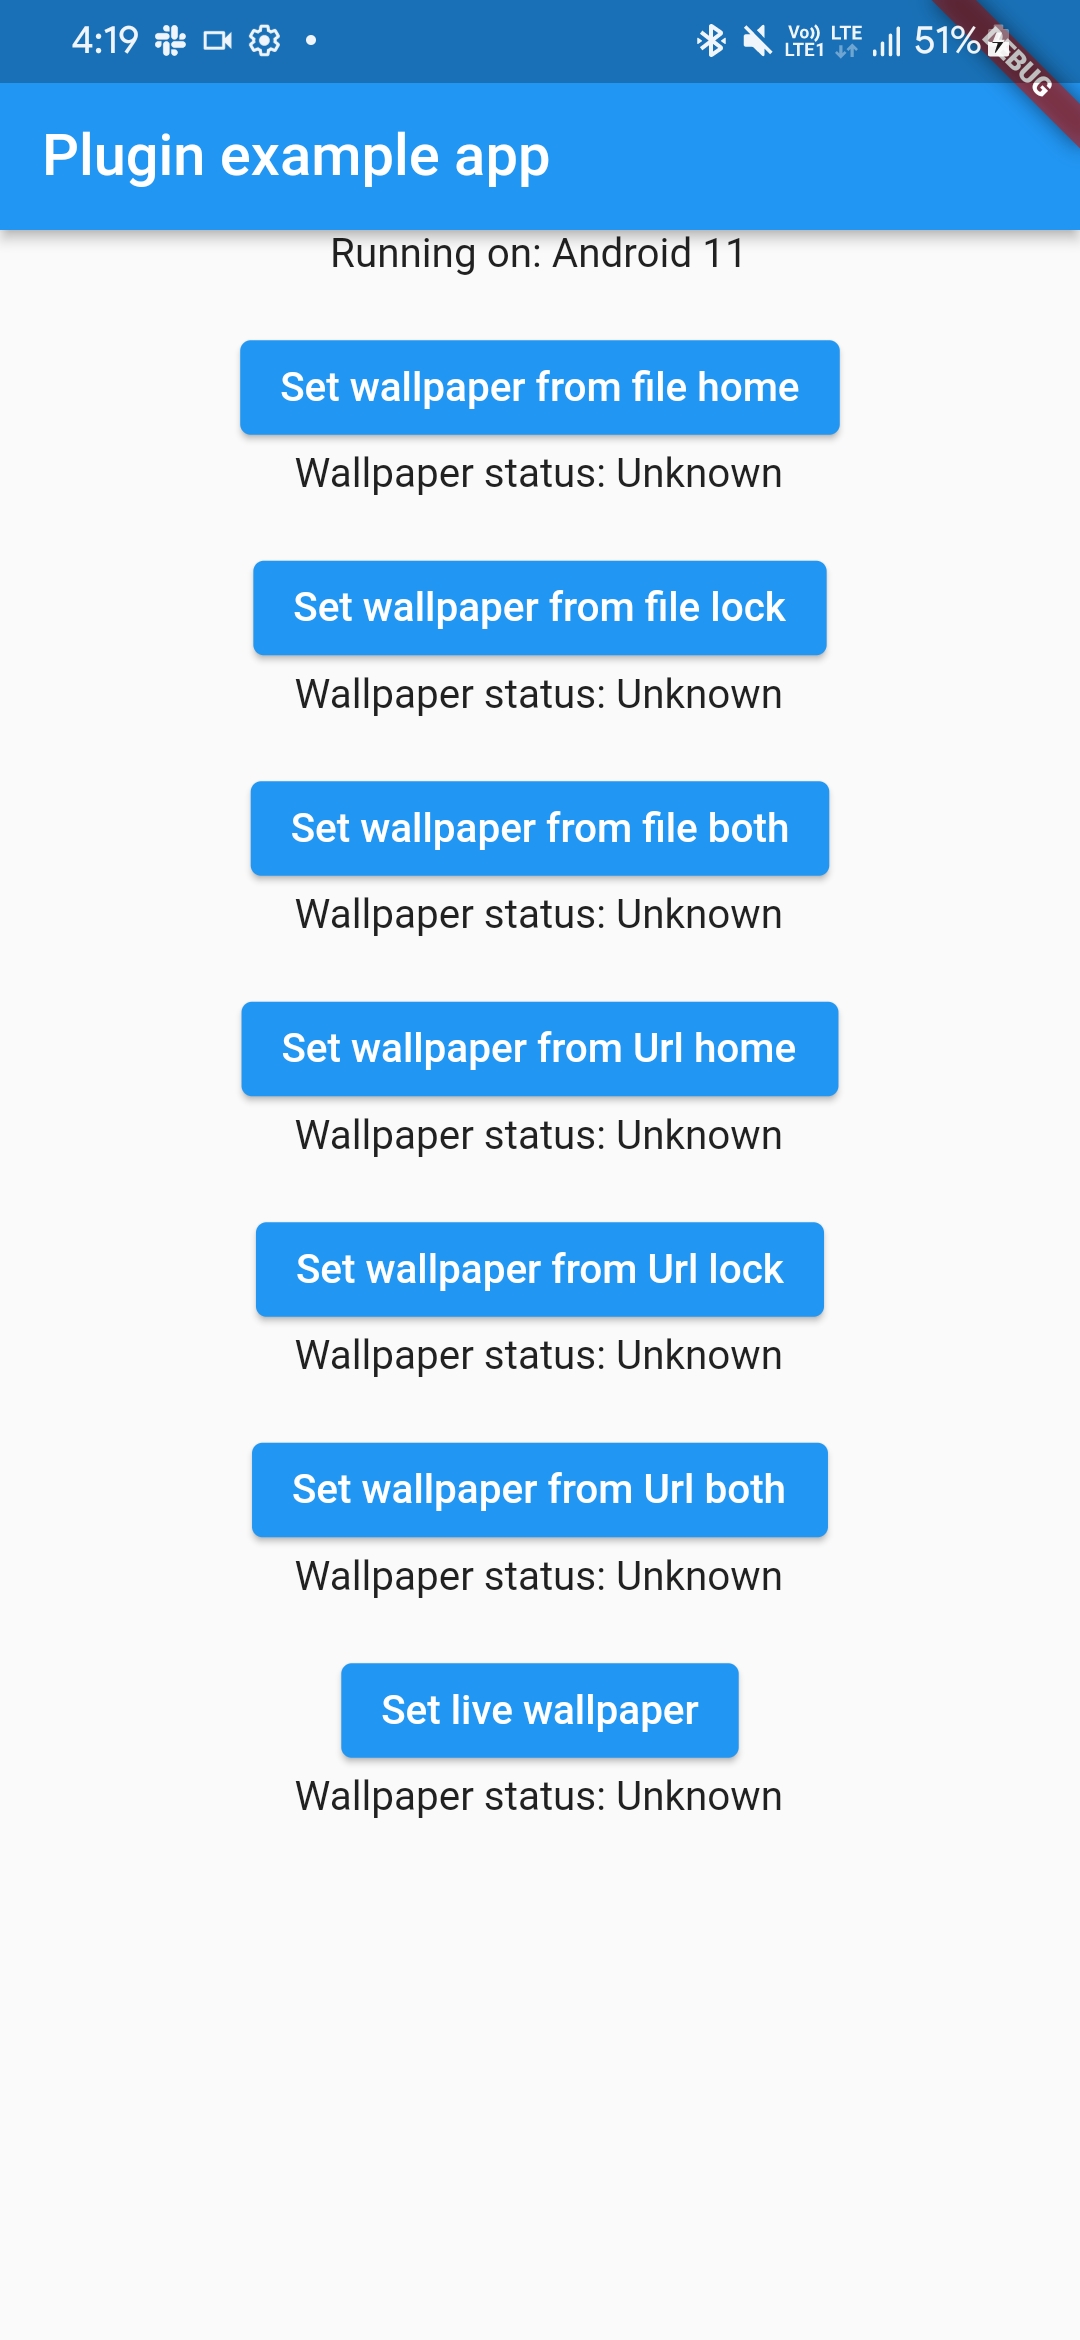 4:19
Vo)) LTE
LTE1
51%
DEBUG
Plugin example app
Running on: Android 11
Set wallpaper from file home
Wallpaper status: Unknown
Set wallpaper from file lock
Wallpaper status: Unknown
Set wallpaper from file both
Wallpaper status: Unknown
Set wallpaper from Url home
Wallpaper status: Unknown
Set wallpaper from Url lock
Wallpaper status: Unknown
Set wallpaper from Url both
Wallpaper status: Unknown
Set live wallpaper
Wallpaper status: Unknown